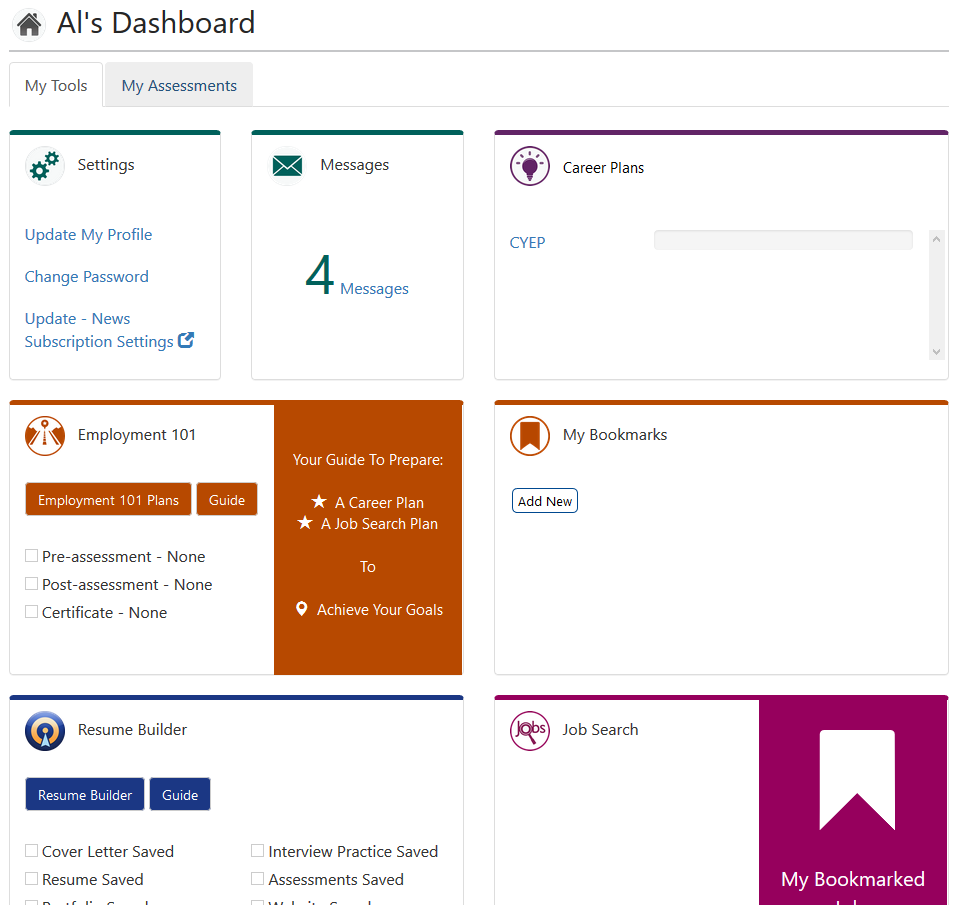 Al's Dashboard
My Tools
My Assessments
Settings
Update My Profile
Change Password
Update - News
Subscription Settings
Messages
4 Messages
Career Plans
CYEP
Employment 101
Employment 101 Plans
Guide
Pre-assessment - None
Post-assessment - None
Certificate - None
Your Guide To Prepare:
A Career Plan
A Job Search Plan
To
Achieve Your Goals
My Bookmarks
Add New
Resume Builder
Resume Builder
Guide
Cover Letter Saved
Interview Practice Saved
Resume Saved
Assessments Saved
Jobs
Job Search
My Bookmarked